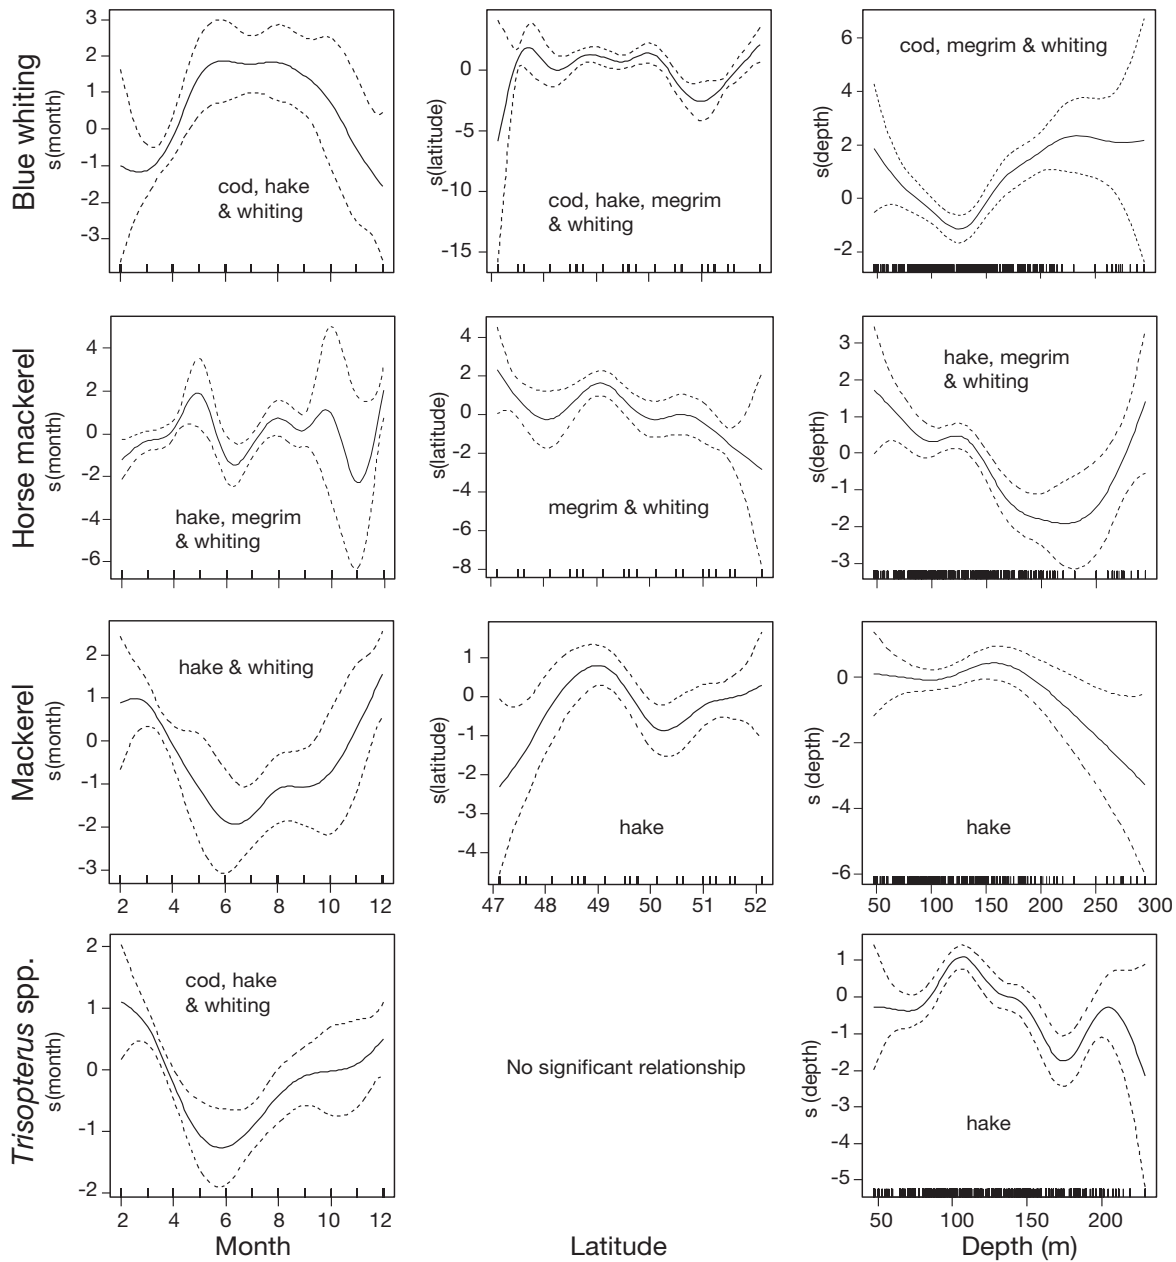 Blue whiting
s(month)
3
2
1
0
-1
-2
-3
cod, hake
& whiting
s(latitude)
0
-5
-10
-15
cod, hake, megrim
& whiting
s(depth)
6
4
2
0
-2
cod, megrim & whiting
Horse mackerel
s(month)
4
2
0
-2
-4
-6
hake, megrim
& whiting
s(latitude)
4
2
0
-2
-4
-6
-8
megrim & whiting
s(depth)
3
2
1
0
-1
-2
-3
hake, megrim
& whiting
Mackerel
s(month)
2
1
0
-1
-2
-3
hake & whiting
2 4 6 8 10 12
s(latitude)
1
0
-1
-2
-3
-4
hake
47 48 49 50 51 52
s (depth)
0
-2
-4
-6
hake
50 100 150 200 250 300
Trisopterus spp.
s(month)
2
1
0
-1
-2
cod, hake
& whiting
2 4 6 8 10 12
Month
No significant relationship
Latitude
s (depth)
1
0
-1
-2
-3
-4
-5
hake
50 100 150 200
Depth (m)